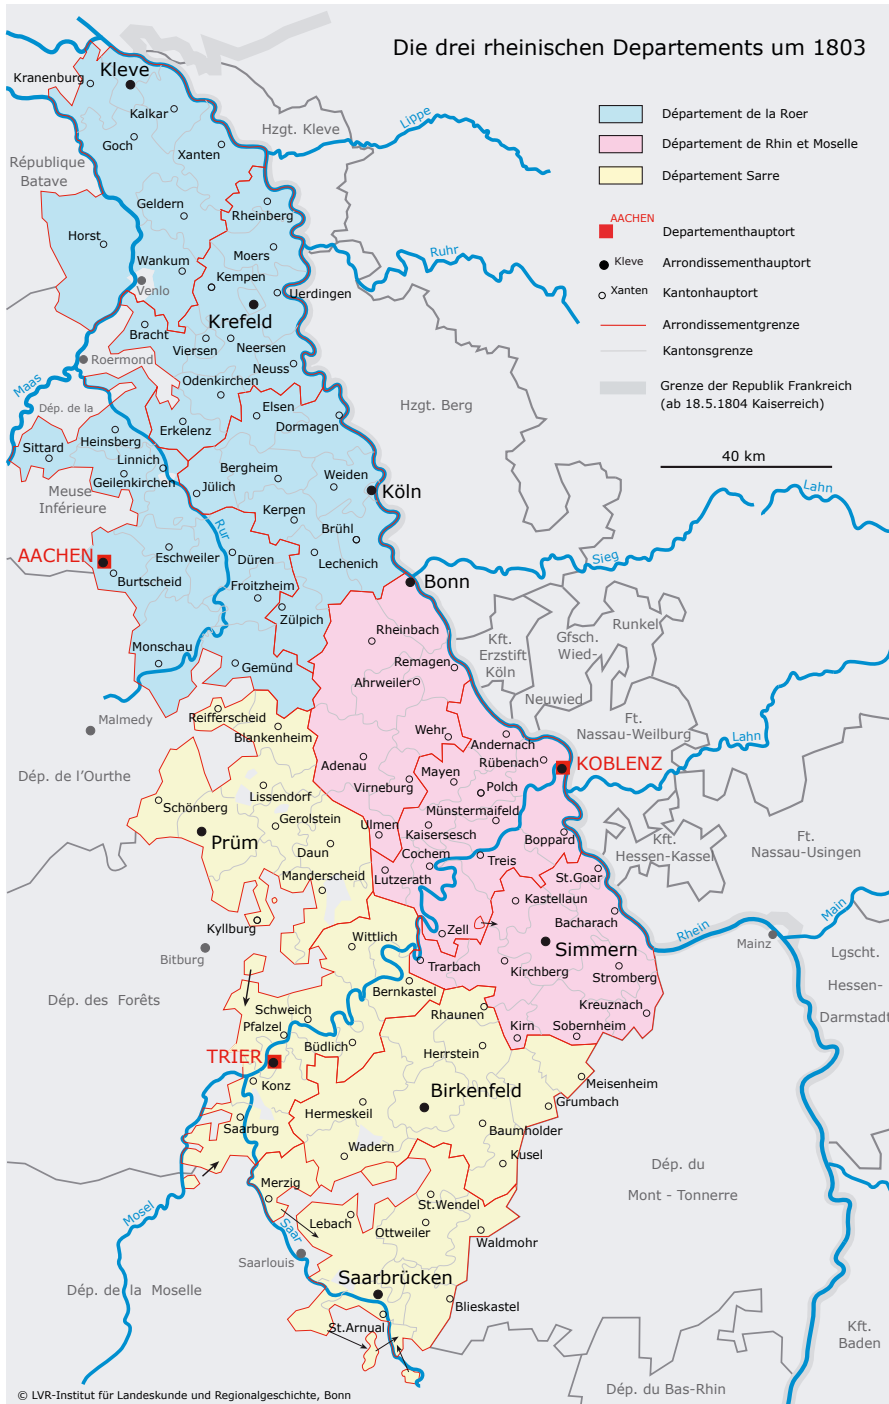 Die drei rheinischen Departements um 1803
Département de la Roer
Département de Rhin et Moselle
Département Sarre
AACHEN
Departementhauptort
Kleve
Arrondissementhauptort
Xanten
Kantonhauptort
Arrondissementgrenze
Kantonsgrenze
Grenze der Republik Frankreich
(ab 18.5.1804 Kaiserreich)
40 km
Kleve
Kranenburg
Kalkar
Goch
Xanten
Hzgt. Kleve
Lippe
République
Batave
Geldern
Rheinberg
Horst
Moers
Ruhr
Wankum
Kempen
Venlo
Uerdingen
Krefeld
Bracht
Viersen
Neersen
Roermond
Neuss
Maas
Odenkirchen
Hzgt. Berg
Dép. de la
Elsen
Dormagen
Erkelenz
Heinsberg
Sittard
Linnich
Geilenkirchen
Bergheim
Weiden
Jülich
Köln
Lahn
Meuse
Inférieure
Kerpen
Rur
Brühl
AACHEN
Eschweiler
Düren
Lechenich
Sieg
Burtscheid
Bonn
Froitzheim
Zülpich
Rheinbach
Runkel
Kft.
Erzstift
Köln
Gfsch.
Wied-
Monschau
Gemünd
Remagen
Ahrweiler
Neuwied
Reifferscheid
Malmedy
Blankenheim
Wehr
Andernach
Ft.
Nassau-Weilburg
Lahn
Rübenach
KOBLENZ
Adenau
Mayen
Dép. de l'Ourthe
Virneburg
Polch
Lissendorf
Schönberg
Münstermaifeld
Gerolstein
Ulmen
Kaisersesch
Boppard
Prüm
Kft.
Hessen-Kassel
Ft.
Nassau-Usingen
Daun
Cochem
Treis
Manderscheid
Lutzerath
St.Goar
Kastellaun
Kyllburg
Bacharach
Rhein
Main
Zell
Bitburg
Wittlich
Simmern
Mainz
Trarbach
Kirchberg
Stromberg
Lgscht.
Hessen-
Darmstadt
Dép. des Forêts
Bernkastel
Schweich
Rhaunen
Kreuznach
Pfalzel
Kirn
Sobernheim
Büdlich
TRIER
Herrstein
Konz
Birkenfeld
Meisenheim
Hermeskeil
Grumbach
Saarburg
Baumholder
Wadern
Kusel
Dép. du
Mont - Tonnerre
Merzig
Mosel
St.Wendel
Lebach
Saar
Ottweiler
Waldmohr
Saarlouis
Saarbrücken
Dép. de la Moselle
Blieskastel
St.Arnual
Kft.
Baden
Dép. du Bas-Rhin
© LVR-Institut für Landeskunde und Regionalgeschichte, Bonn